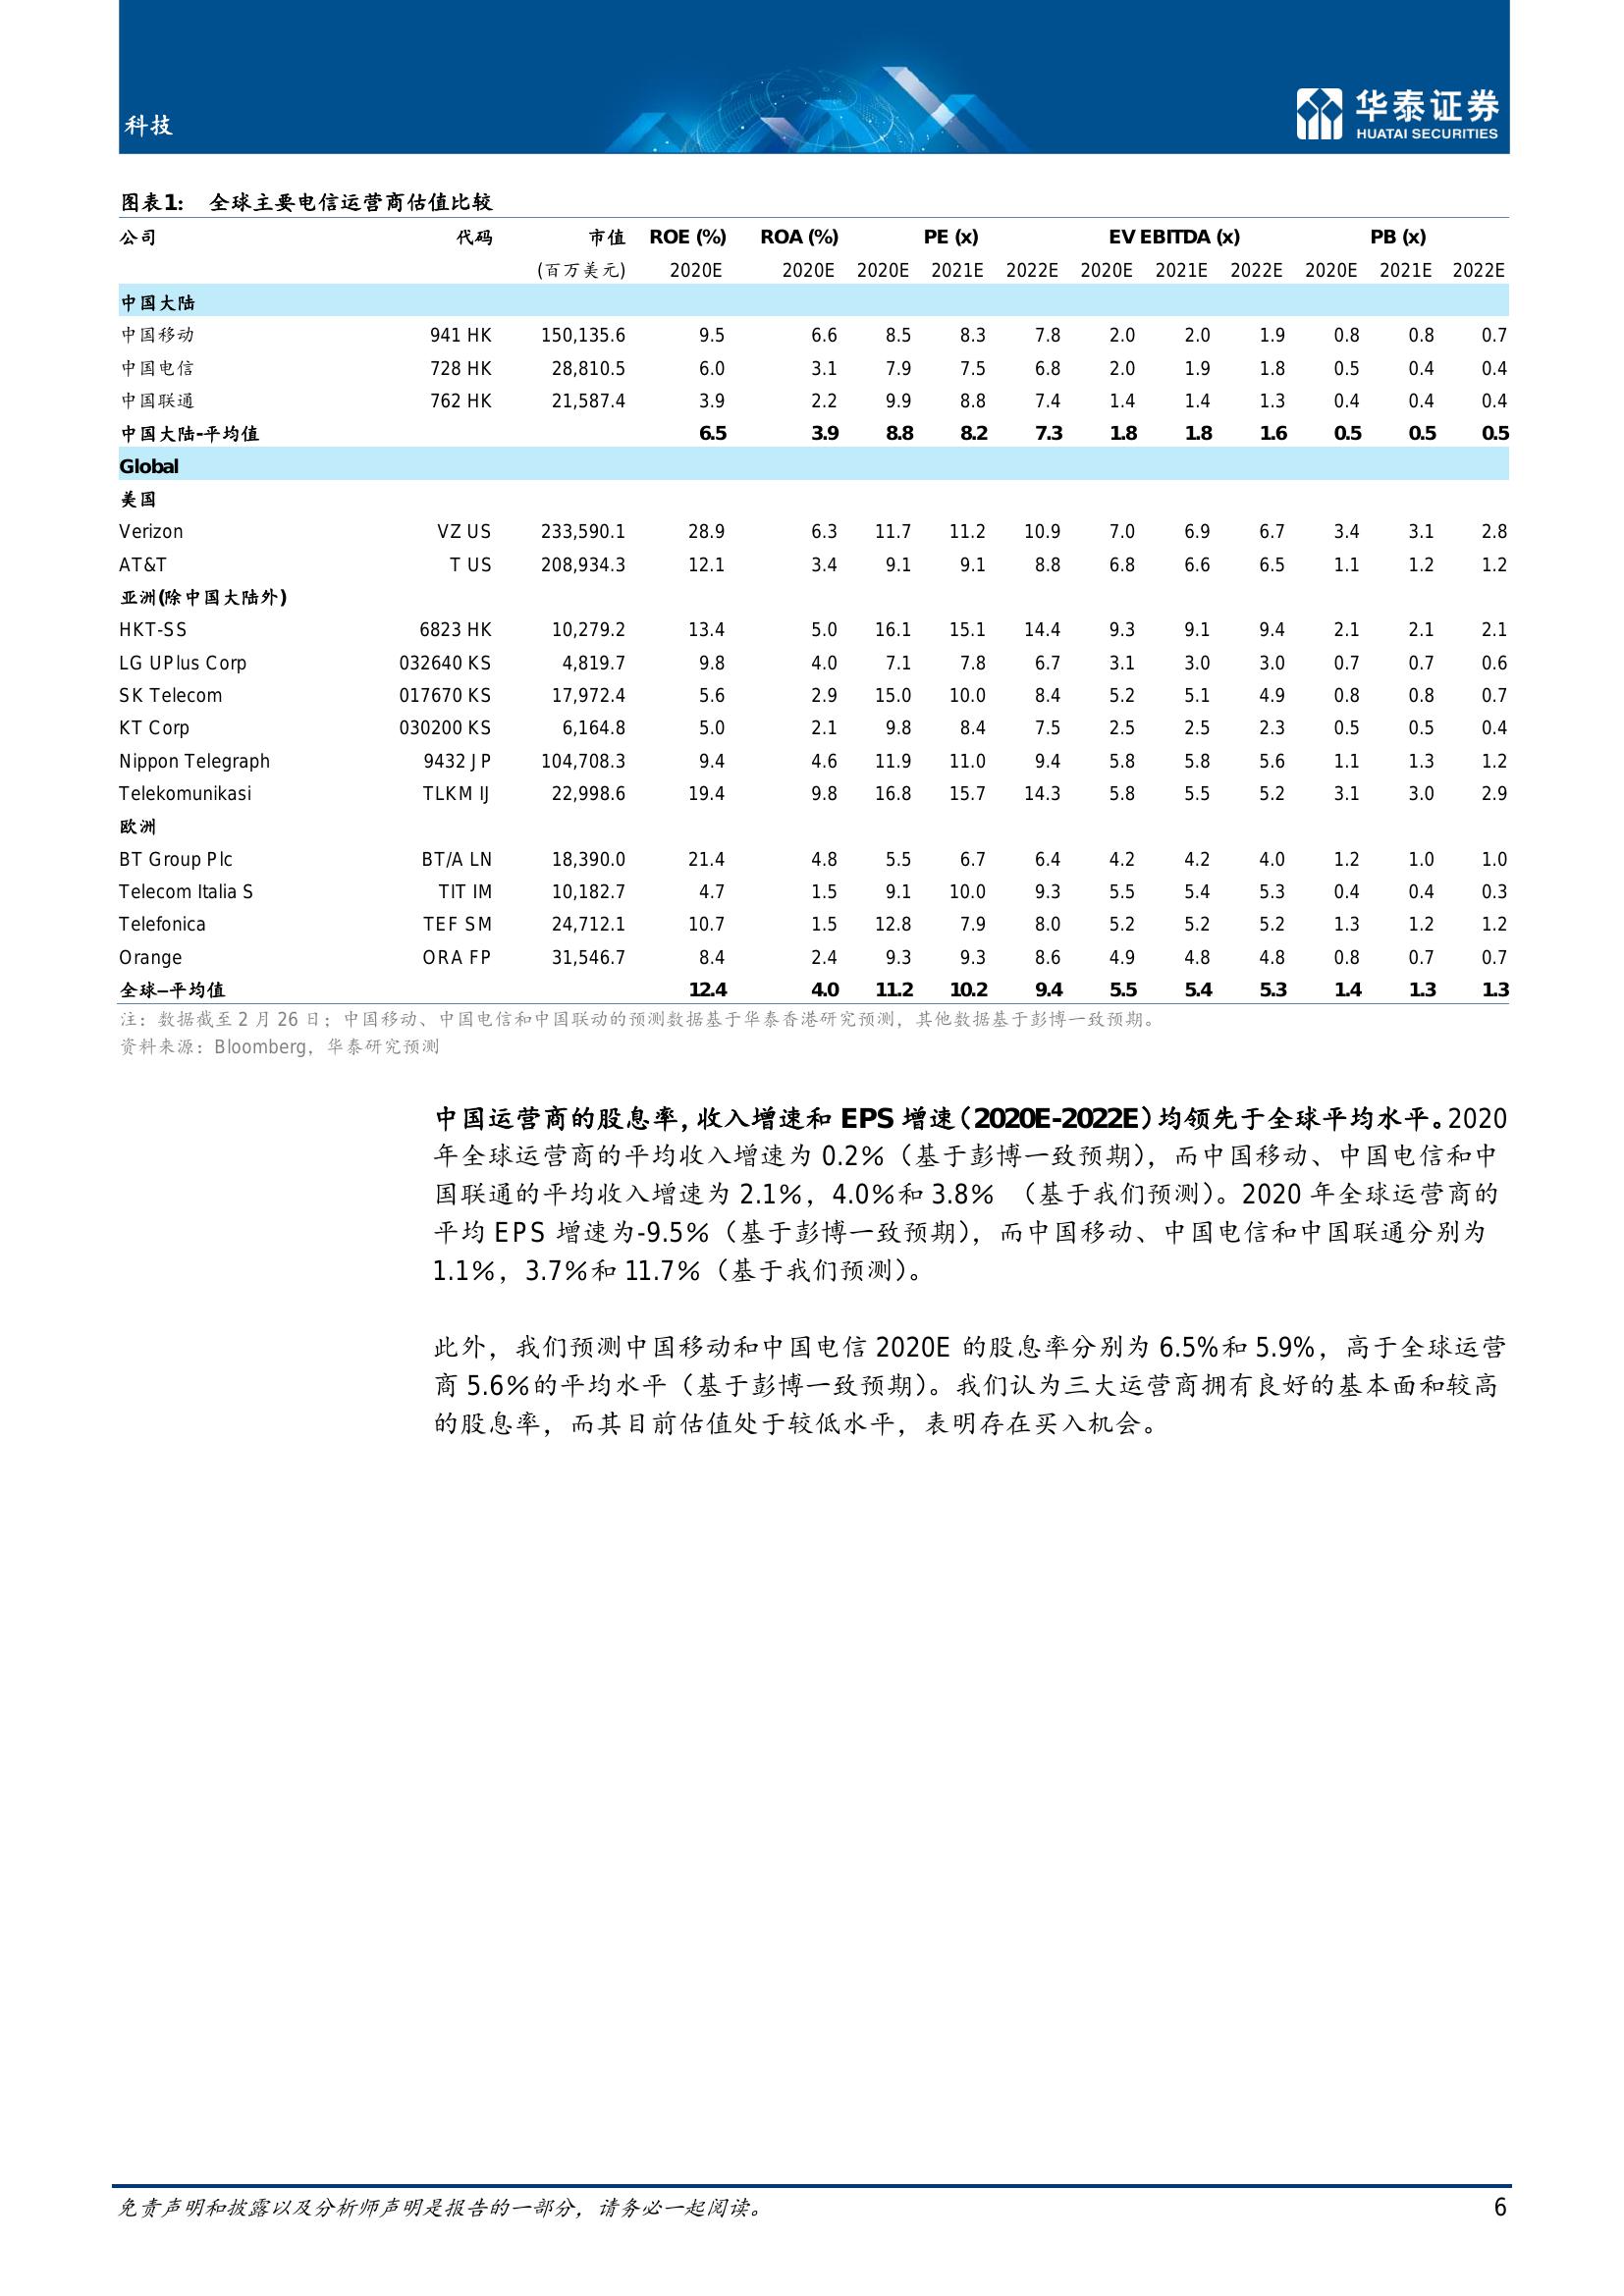 科技
华泰证券
HUATAI SECURITIES
图表1： 全球主要电信运营商估值比较
公司 代码 市值 ROE (%) ROA (%) PE (x) EV EBITDA (x) PB (x)
(百万美元) 2020E 2020E 2020E 2021E 2022E 2020E 2021E 2022E 2020E 2021E 2022E
中国大陆
中国移动 941 HK 150,135.6 9.5 6.6 8.5 8.3 7.8 2.0 2.0 1.9 0.8 0.8 0.7
中国电信 728 HK 28,810.5 6.0 3.1 7.9 7.5 6.8 2.0 1.9 1.8 0.5 0.4 0.4
中国联通 762 HK 21,587.4 3.9 2.2 9.9 8.8 7.4 1.4 1.4 1.3 0.4 0.4 0.4
中国大陆-平均值 6.5 3.9 8.8 8.2 7.3 1.8 1.8 1.6 0.5 0.5 0.5
Global
美国
Verizon VZ US 233,590.1 28.9 6.3 11.7 11.2 10.9 7.0 6.9 6.7 3.4 3.1 2.8
AT&T T US 208,934.3 12.1 3.4 9.1 9.1 8.8 6.8 6.6 6.5 1.1 1.2 1.2
亚洲(除中国大陆外)
HKT-SS 6823 HK 10,279.2 13.4 5.0 16.1 15.1 14.4 9.3 9.1 9.4 2.1 2.1 2.1
LG UPlus Corp 032640 KS 4,819.7 9.8 4.0 7.1 7.8 6.7 3.1 3.0 3.0 0.7 0.7 0.6
SK Telecom 017670 KS 17,972.4 5.6 2.9 15.0 10.0 8.4 5.2 5.1 4.9 0.8 0.8 0.7
KT Corp 030200 KS 6,164.8 5.0 2.1 9.8 8.4 7.5 2.5 2.5 2.3 0.5 0.5 0.4
Nippon Telegraph 9432 JP 104,708.3 9.4 4.6 11.9 11.0 9.4 5.8 5.8 5.6 1.1 1.3 1.2
Telekomunikasi TLKM IJ 22,998.6 19.4 9.8 16.8 15.7 14.3 5.8 5.5 5.2 3.1 3.0 2.9
欧洲
BT Group Plc BT/A LN 18,390.0 21.4 4.8 5.5 6.7 6.4 4.2 4.2 4.0 1.2 1.0 1.0
Telecom Italia S TIT IM 10,182.7 4.7 1.5 9.1 10.0 9.3 5.5 5.4 5.3 0.4 0.4 0.3
Telefonica TEF SM 24,712.1 10.7 1.5 12.8 7.9 8.0 5.2 5.2 5.2 1.3 1.2 1.2
Orange ORA FP 31,546.7 8.4 2.4 9.3 9.3 8.6 4.9 4.8 4.8 0.8 0.7 0.7
全球–平均值 12.4 4.0 11.2 10.2 9.4 5.5 5.4 5.3 1.4 1.3 1.3
注：数据截至 2 月 26 日；中国移动、中国电信和中国联动的预测数据基于华泰香港研究预测，其他数据基于彭博一致预期。
资料来源：Bloomberg，华泰研究预测
中国运营商的股息率，收入增速和 EPS 增速（2020E-2022E）均领先于全球平均水平。2020
年全球运营商的平均收入增速为 0.2%（基于彭博一致预期），而中国移动、中国电信和中
国联通的平均收入增速为 2.1%，4.0%和 3.8% （基于我们预测）。2020 年全球运营商的
平均 EPS 增速为-9.5%（基于彭博一致预期），而中国移动、中国电信和中国联通分别为
1.1%，3.7%和 11.7%（基于我们预测）。
此外，我们预测中国移动和中国电信 2020E 的股息率分别为 6.5%和 5.9%，高于全球运营
商 5.6%的平均水平（基于彭博一致预期）。我们认为三大运营商拥有良好的基本面和较高
的股息率，而其目前估值处于较低水平，表明存在买入机会。
免责声明和披露以及分析师声明是报告的一部分，请务必一起阅读。 6